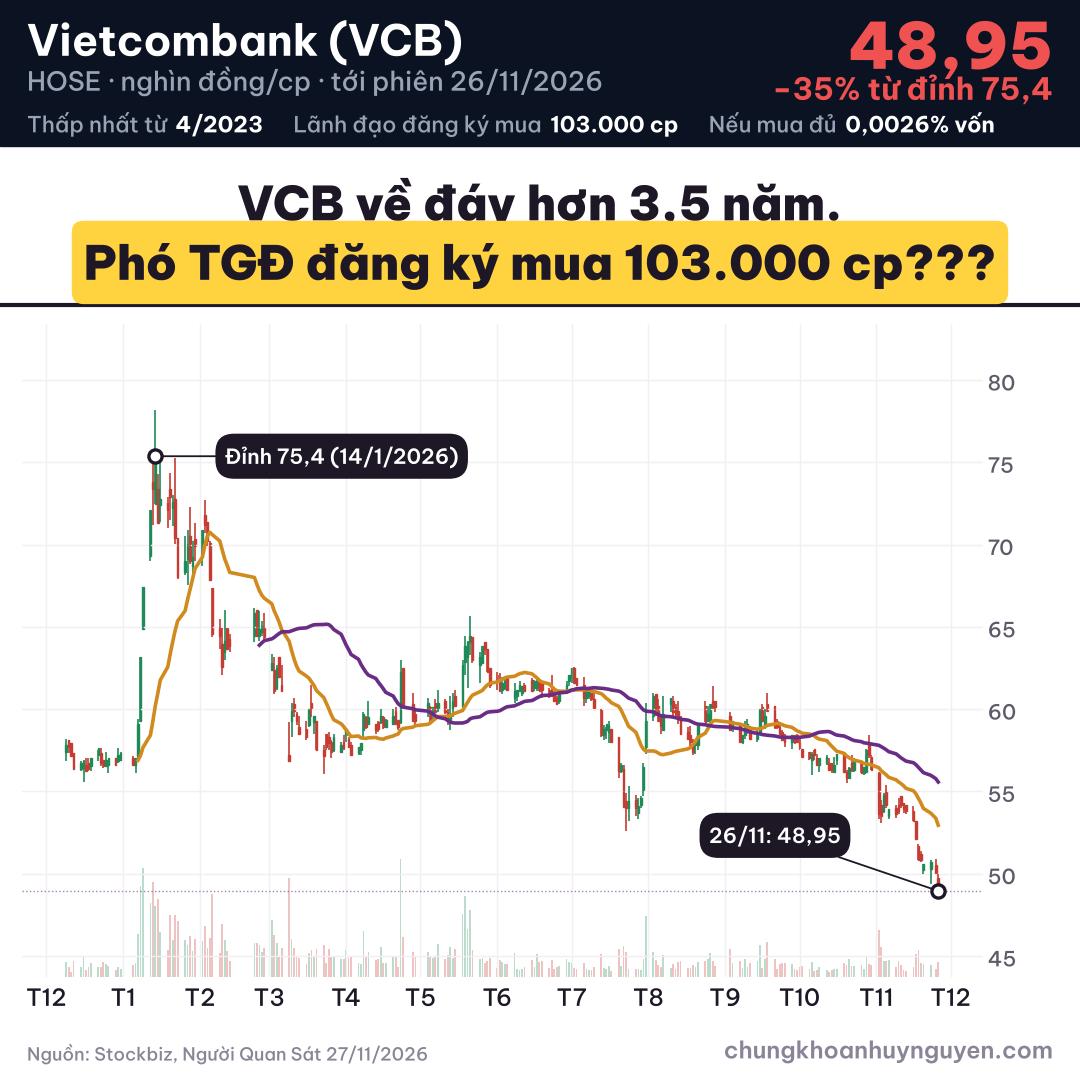 Vietcombank (VCB)
48,95
HOSE · nghìn đồng/cp · tới phiên 26/11/2026
-35% từ đỉnh 75,4
Thấp nhất từ 4/2023 Lãnh đạo đăng ký mua 103.000 cp Nếu mua đủ 0,0026% vốn
VCB về đáy hơn 3,5 năm.
Phó TGĐ đăng ký mua 103.000 cp???
80
Đỉnh 75,4 (14/1/2026)
75
70
65
60
55
26/11: 48,95
50
45
T12 T1 T2 T3 T4 T5 T6 T7 T8 T9 T10 T11 T12
Nguồn: Stockbiz, Người Quan Sát 27/11/2026
chungkhoanhuynguyen.com